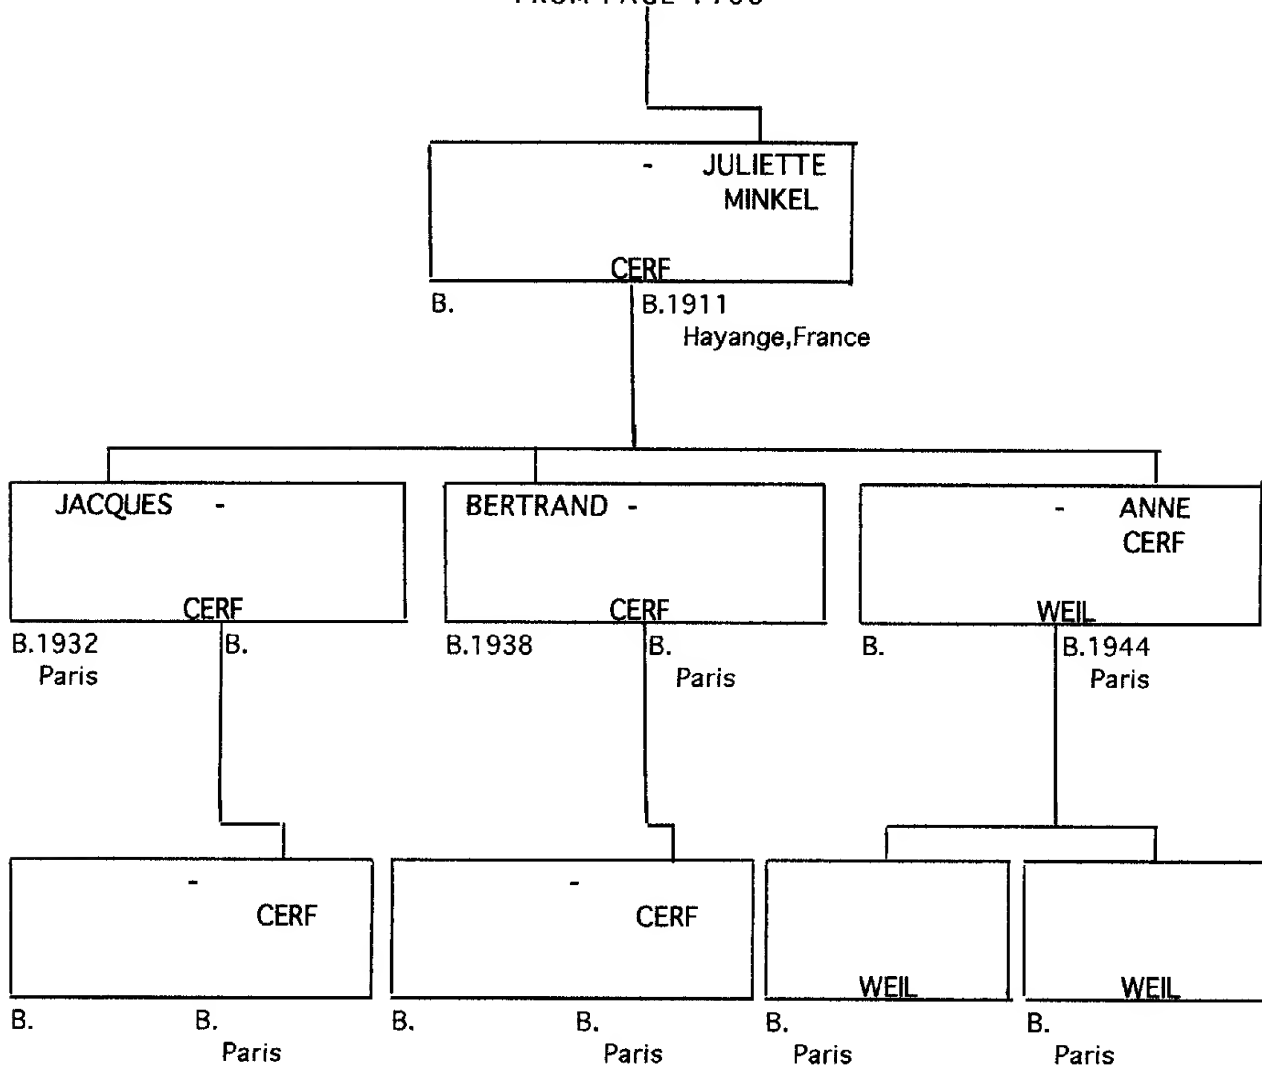 - JULIETTE
MINKEL
CERF
B. B.1911
Hayange,France
JACQUES - BERTRAND - - ANNE
CERF
CERF CERF WEIL
B.1932 B. B.1938 B. B. B.1944
Paris Paris Paris
- -
CERF CERF
WEIL WEIL
B. B. B. B. B. B.
Paris Paris Paris Paris